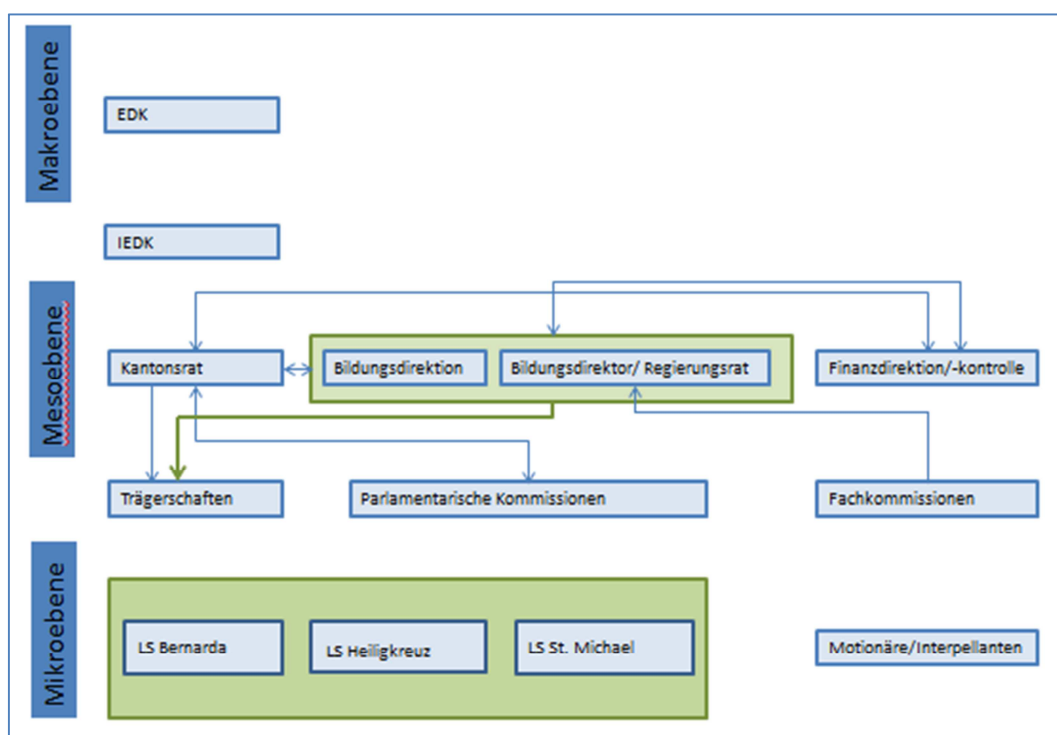 Makroebene
EDK
IEDK
Mesoebene
Kantonsrat
Bildungsdirektion
Bildungsdirektor/ Regierungsrat
Finanzdirektion/-kontrolle
Trägerschaften
Parlamentarische Kommissionen
Fachkommissionen
Mikroebene
LS Bernarda
LS Heiligkreuz
LS St. Michael
Motionäre/Interpellanten